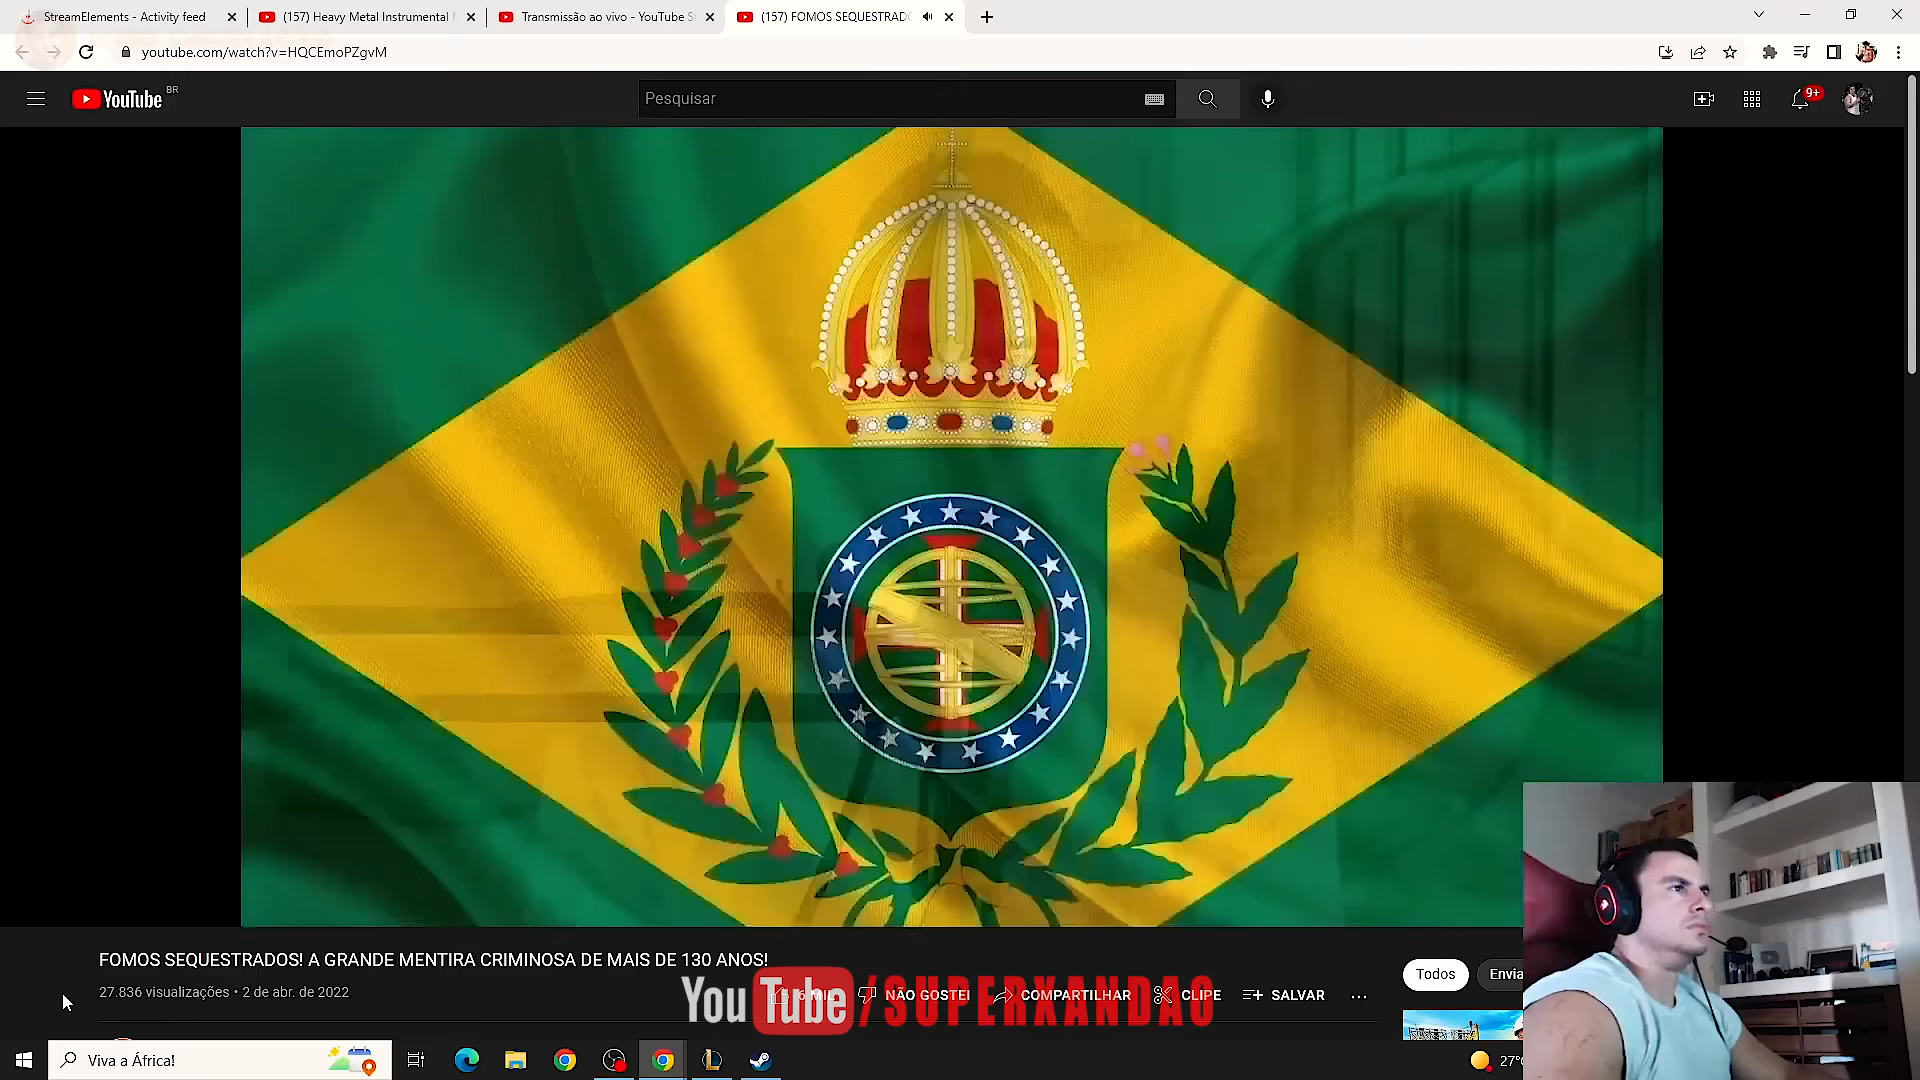 StreamElements - Activity feed
(157) Heavy Metal Instrumental
Transmissão ao vivo - YouTube S
(157) FOMOS SEQUESTRADO
youtube.com/watch?v=HQCEmoPZgvM
YouTube BR
Pesquisar
9+
FOMOS SEQUESTRADOS! A GRANDE MENTIRA CRIMINOSA DE MAIS DE 130 ANOS!
27.836 visualizações • 2 de abr. de 2022
NÃO GOSTEI
COMPARTILHAR
CLIPE
SALVAR
YouTube/SUPERXANDAO
Todos
Envia
Viva a África!
27°